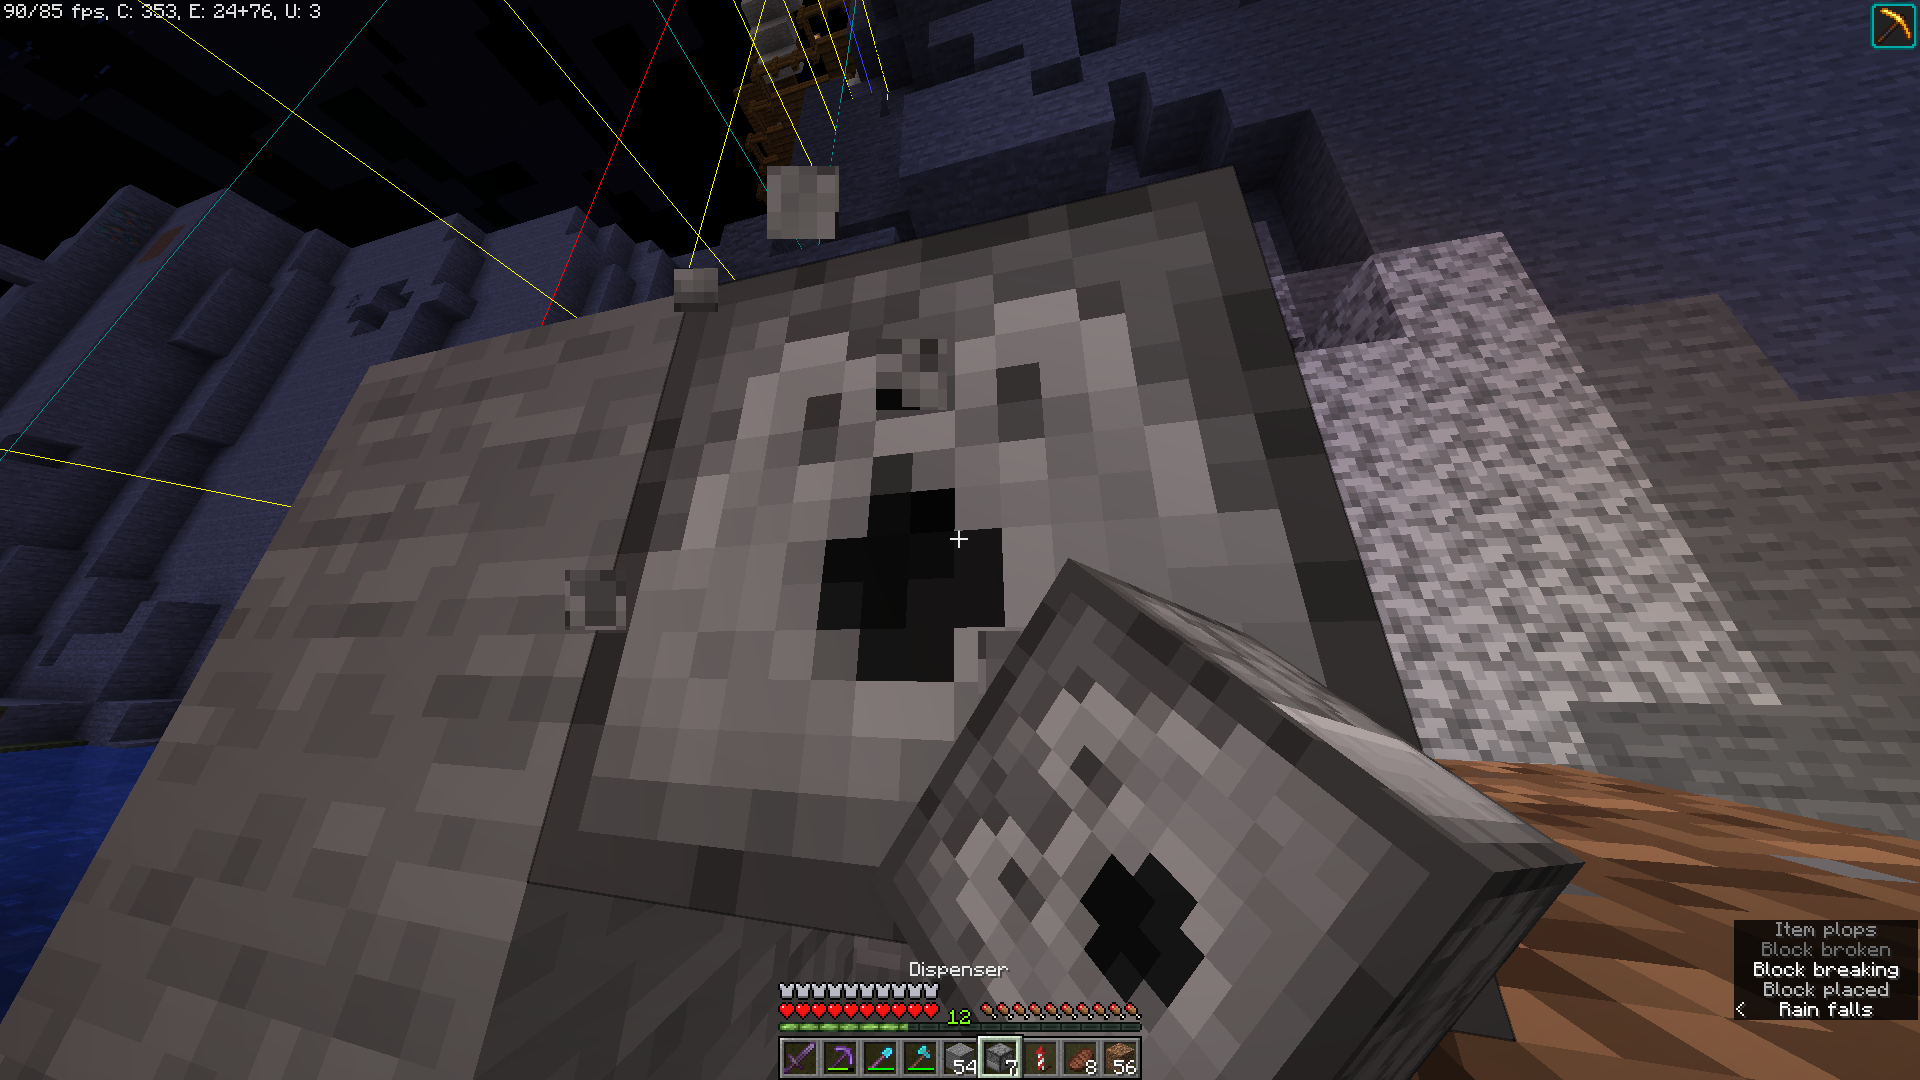 90/85 fps, C: 353, E: 24+76, U: 3
Item plops
Block broken
Block breaking
Block placed
< Rain falls
Dispenser
12
54
7
8
56